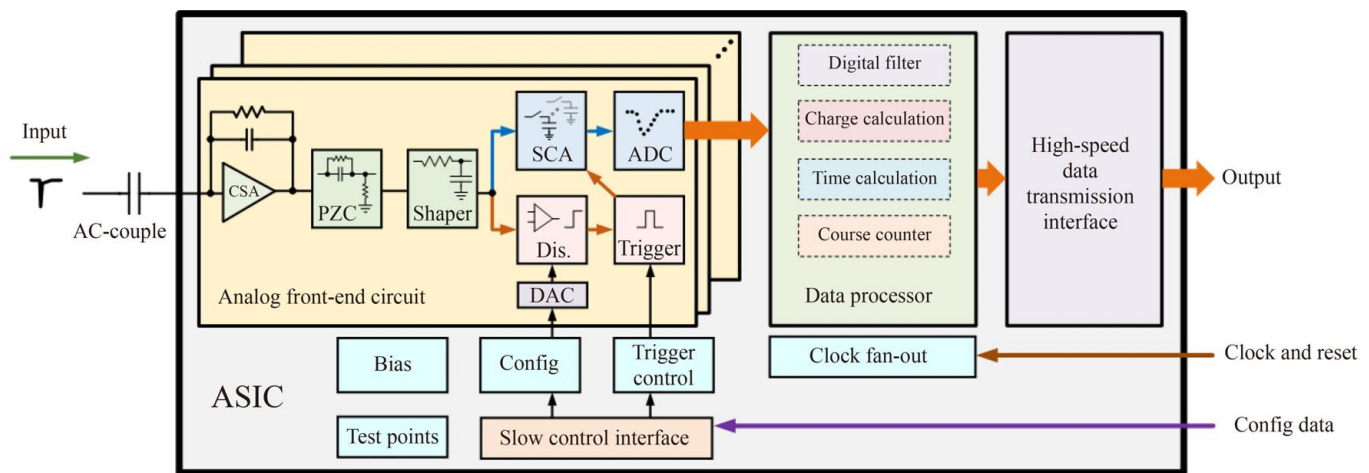 Input
AC-couple
CSA
PZC
Shaper
SCA
ADC
Dis.
Trigger
DAC
Analog front-end circuit
Digital filter
Charge calculation
Time calculation
Course counter
Data processor
High-speed
data
transmission
interface
Output
Bias
Config
Trigger
control
Clock fan-out
Clock and reset
ASIC
Test points
Slow control interface
Config data